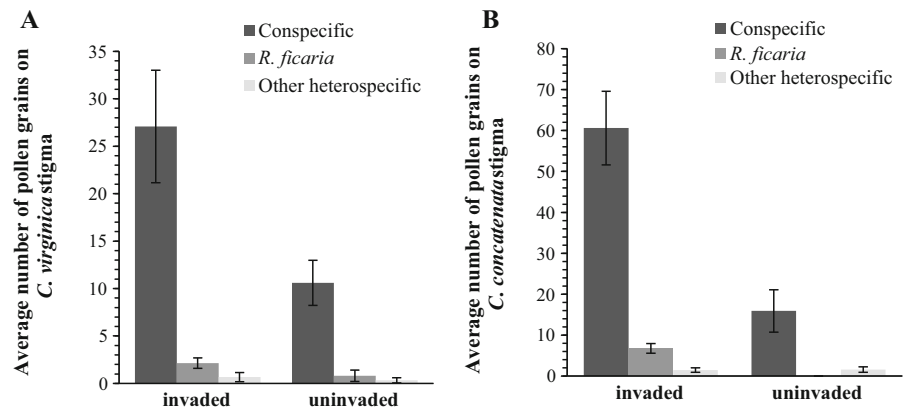 A
Conspecific
R. ficaria
Other heterospecific
Average number of pollen grains on
C. virginica stigma
35
30
25
20
15
10
5
0
invaded
uninvaded
B
Conspecific
R. ficaria
Other heterospecific
Average number of pollen grains on
C. concatenata stigma
80
70
60
50
40
30
20
10
0
invaded
uninvaded